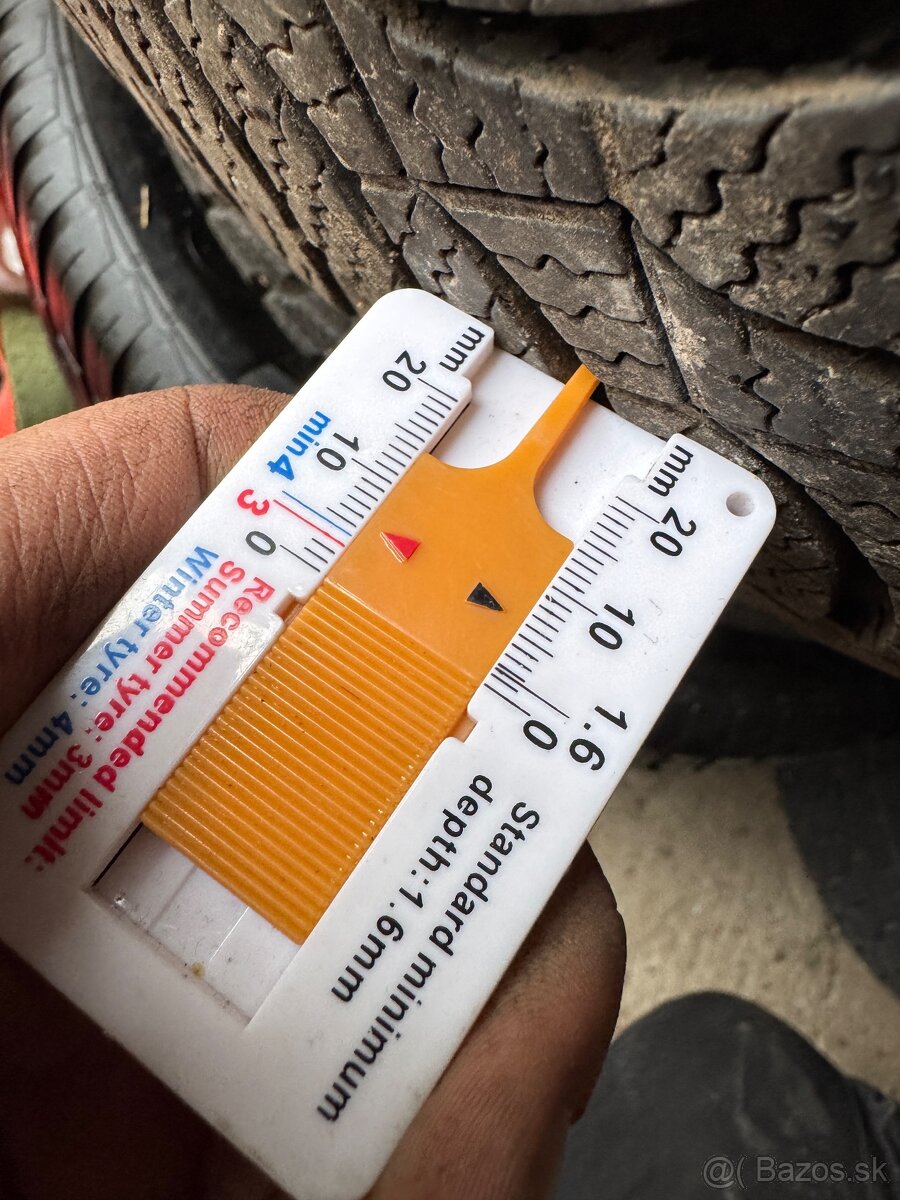 mm
20
10
min4
3
0
Recommended limit:
Summer tyre: 3mm
Winter tyre: 4mm
mm
20
10
1.6
0
Standard minimum
depth:1.6mm
@( Bazos.sk